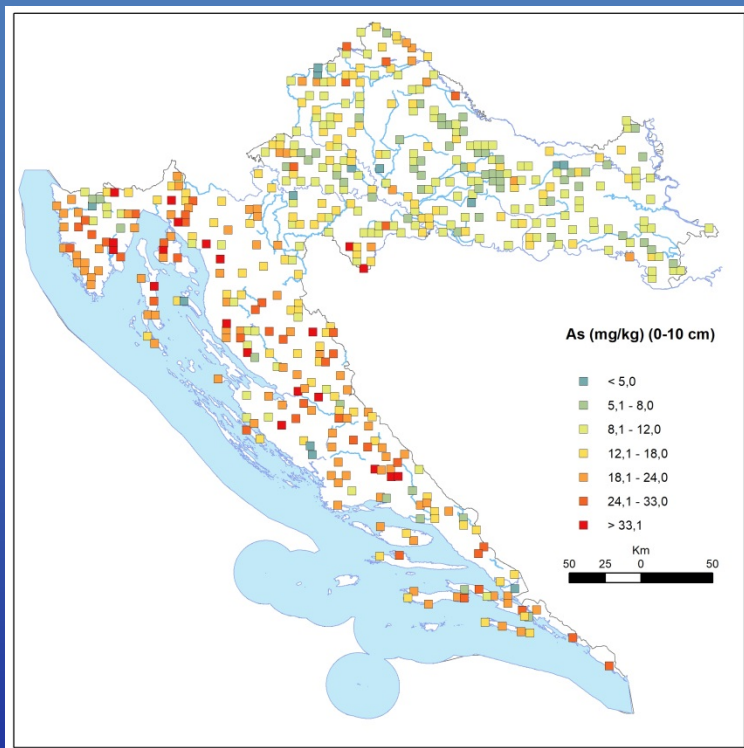 As (mg/kg) (0-10 cm)
< 5,0
5,1 - 8,0
8,1 - 12,0
12,1 - 18,0
18,1 - 24,0
24,1 - 33,0
> 33,1
Km
50 25 0 50